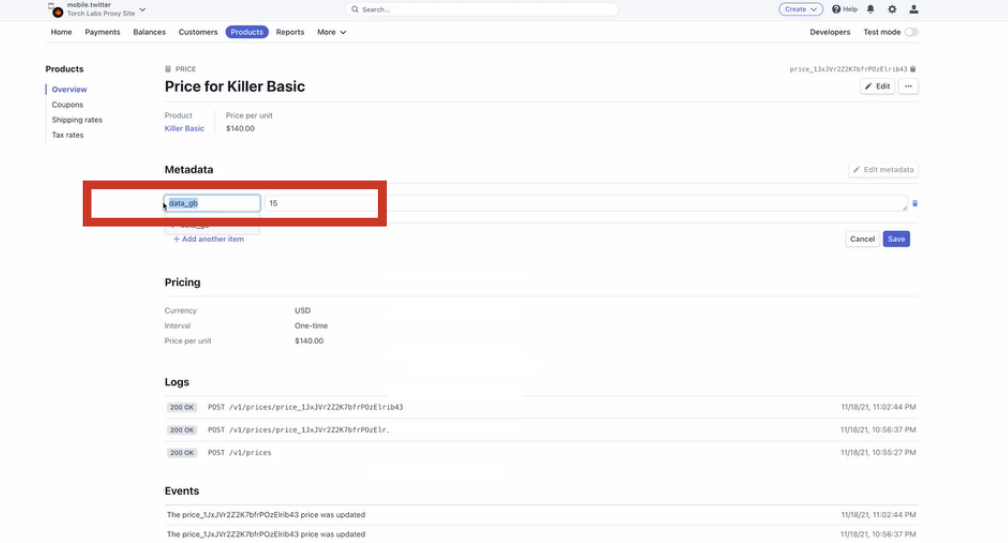 mobile.twitter
Torch Labs Proxy Site
Search...
Create
Help
Home Payments Balances Customers Products Reports More
Developers Test mode
Products
Overview
Coupons
Shipping rates
Tax rates
PRICE
price_1JxJVr2Z2K7bfrPOzElrib43
Price for Killer Basic
Edit
Product Price per unit
Killer Basic $140.00
Metadata
Edit metadata
data_gb 15
+ Add another item
Cancel Save
Pricing
Currency USD
Interval One-time
Price per unit $140.00
Logs
200 OK POST /v1/prices/price_1JxJVr2Z2K7bfrPOzElrib43 11/18/21, 11:02:44 PM
200 OK POST /v1/prices/price_1JxJVr2Z2K7bfrPOzElr. 11/18/21, 10:56:37 PM
200 OK POST /v1/prices 11/18/21, 10:55:27 PM
Events
The price_1JxJVr2Z2K7bfrPOzElrib43 price was updated 11/18/21, 11:02:44 PM
The price_1JxJVr2Z2K7bfrPOzElrib43 price was updated 11/18/21, 10:56:37 PM